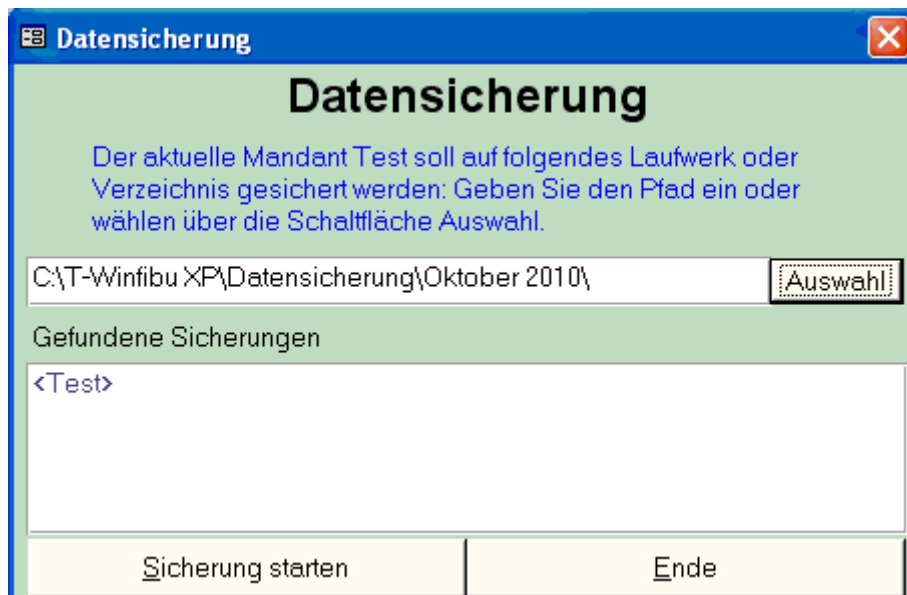 Datensicherung
Datensicherung
Der aktuelle Mandant Test soll auf folgendes Laufwerk oder
Verzeichnis gesichert werden: Geben Sie den Pfad ein oder
wählen über die Schaltfläche Auswahl.
C:\T-Winfibu XP\Datensicherung\Oktober 2010\ Auswahl
Gefundene Sicherungen
<Test>
Sicherung starten Ende